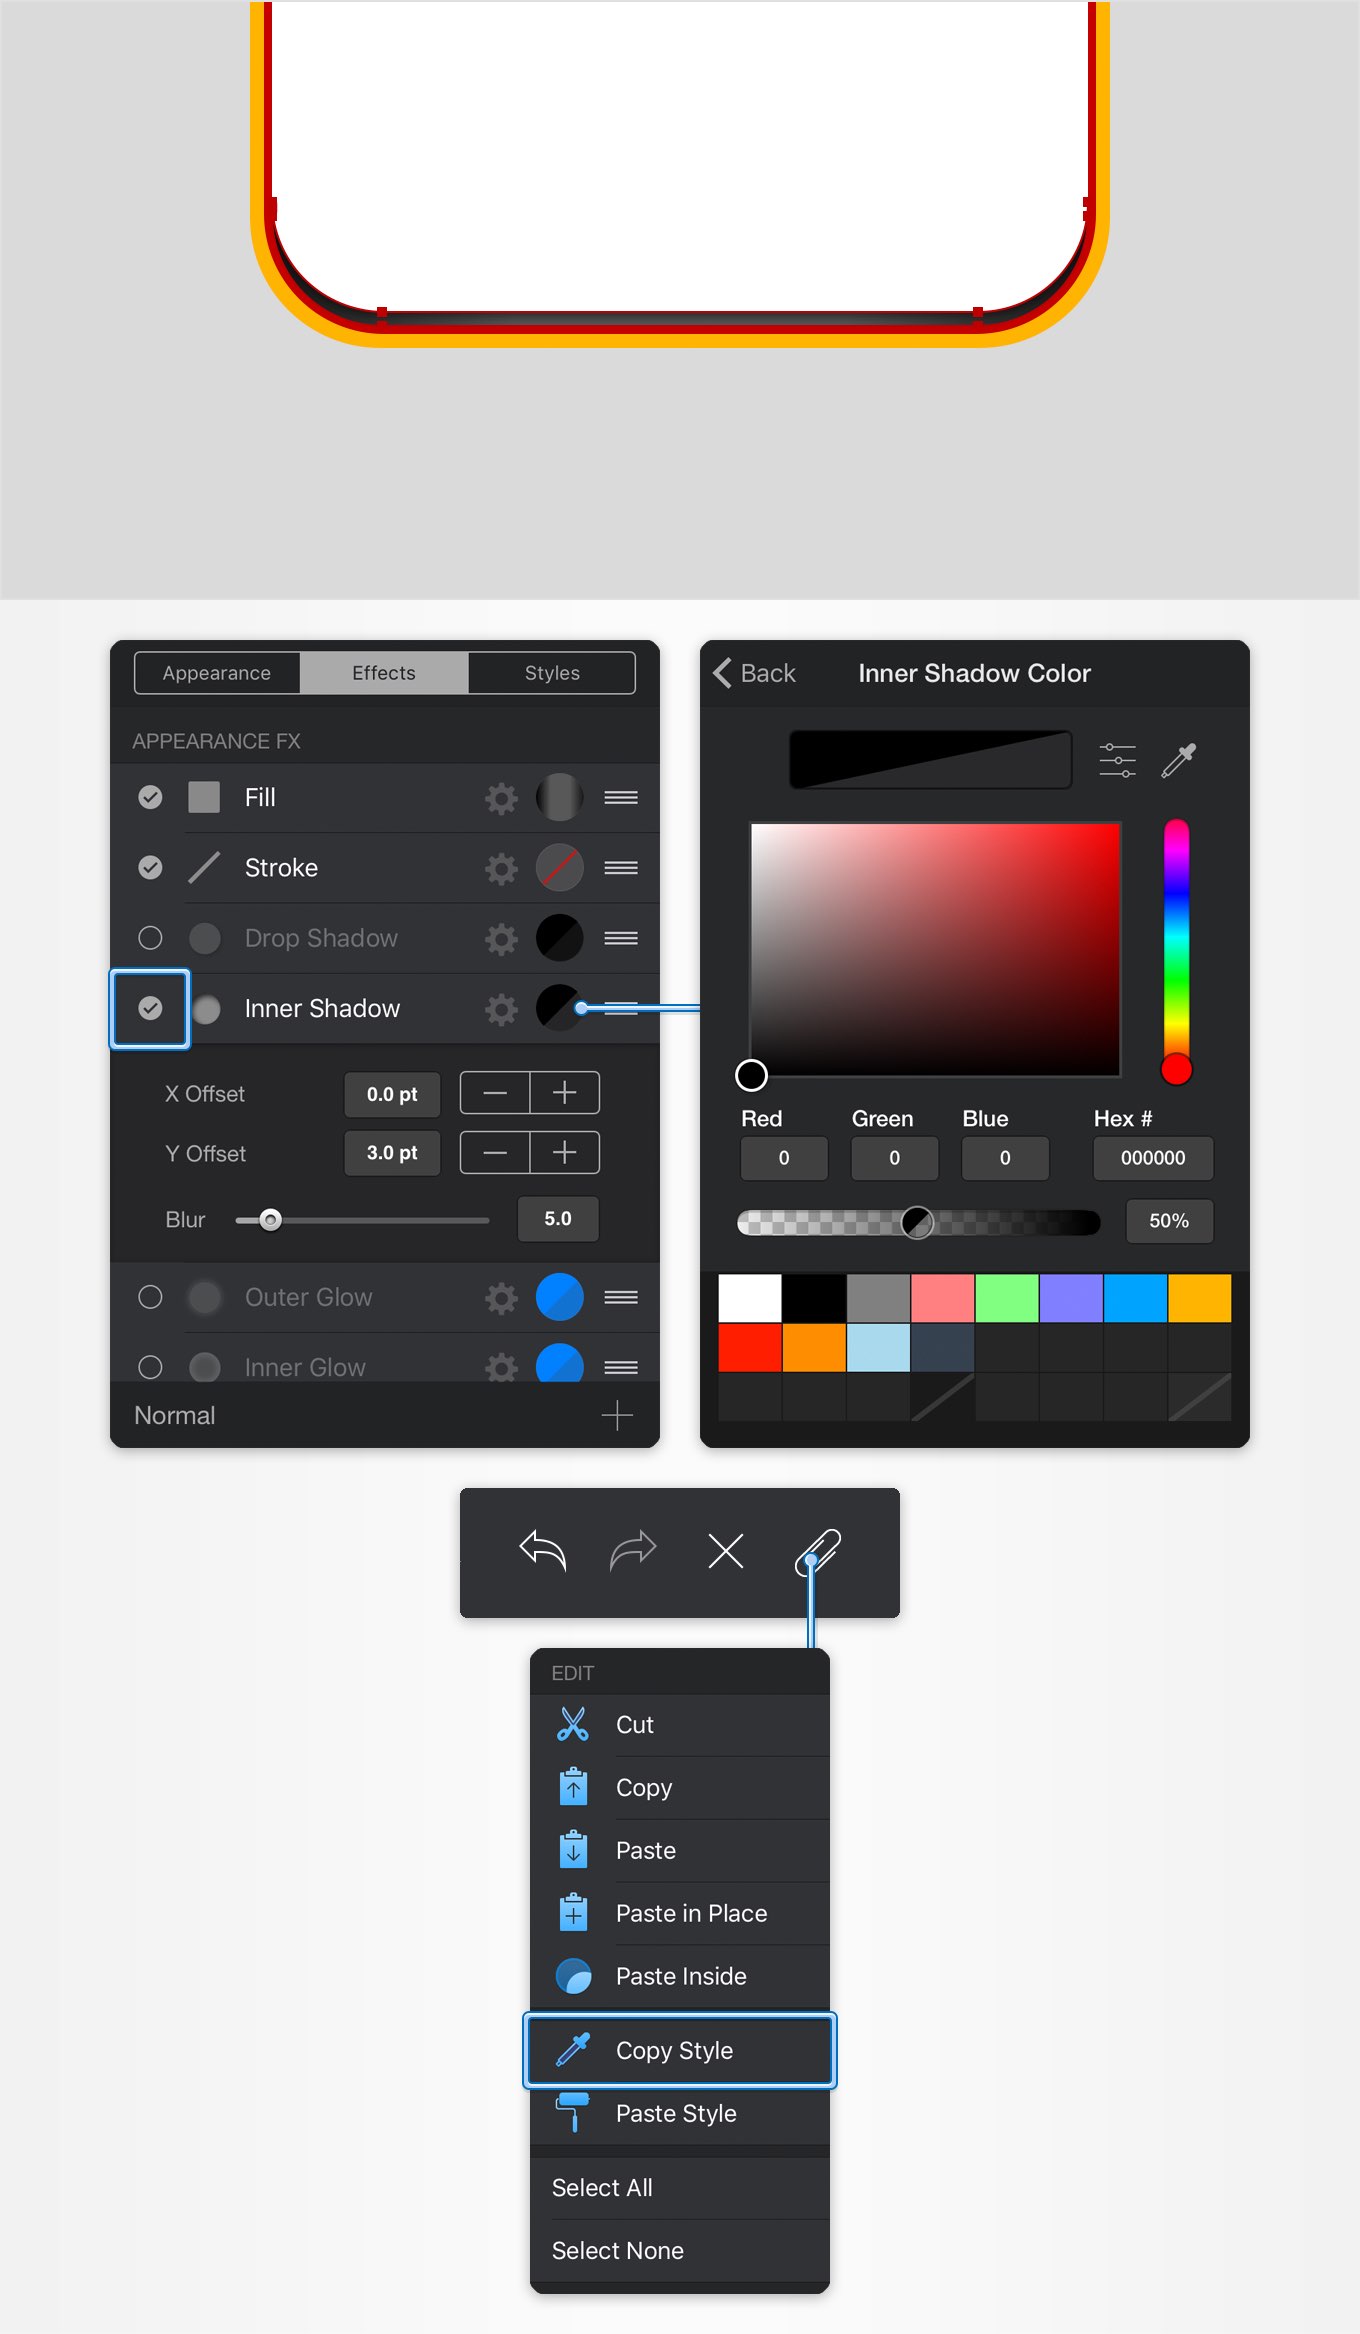 Appearance Effects Styles
APPEARANCE FX
Fill
Stroke
Drop Shadow
Inner Shadow
X Offset 0.0 pt
Y Offset 3.0 pt
Blur 5.0
Outer Glow
Inner Glow
Normal
Back Inner Shadow Color
Red Green Blue Hex #
0 0 0 000000
50%
EDIT
Cut
Copy
Paste
Paste in Place
Paste Inside
Copy Style
Paste Style
Select All
Select None